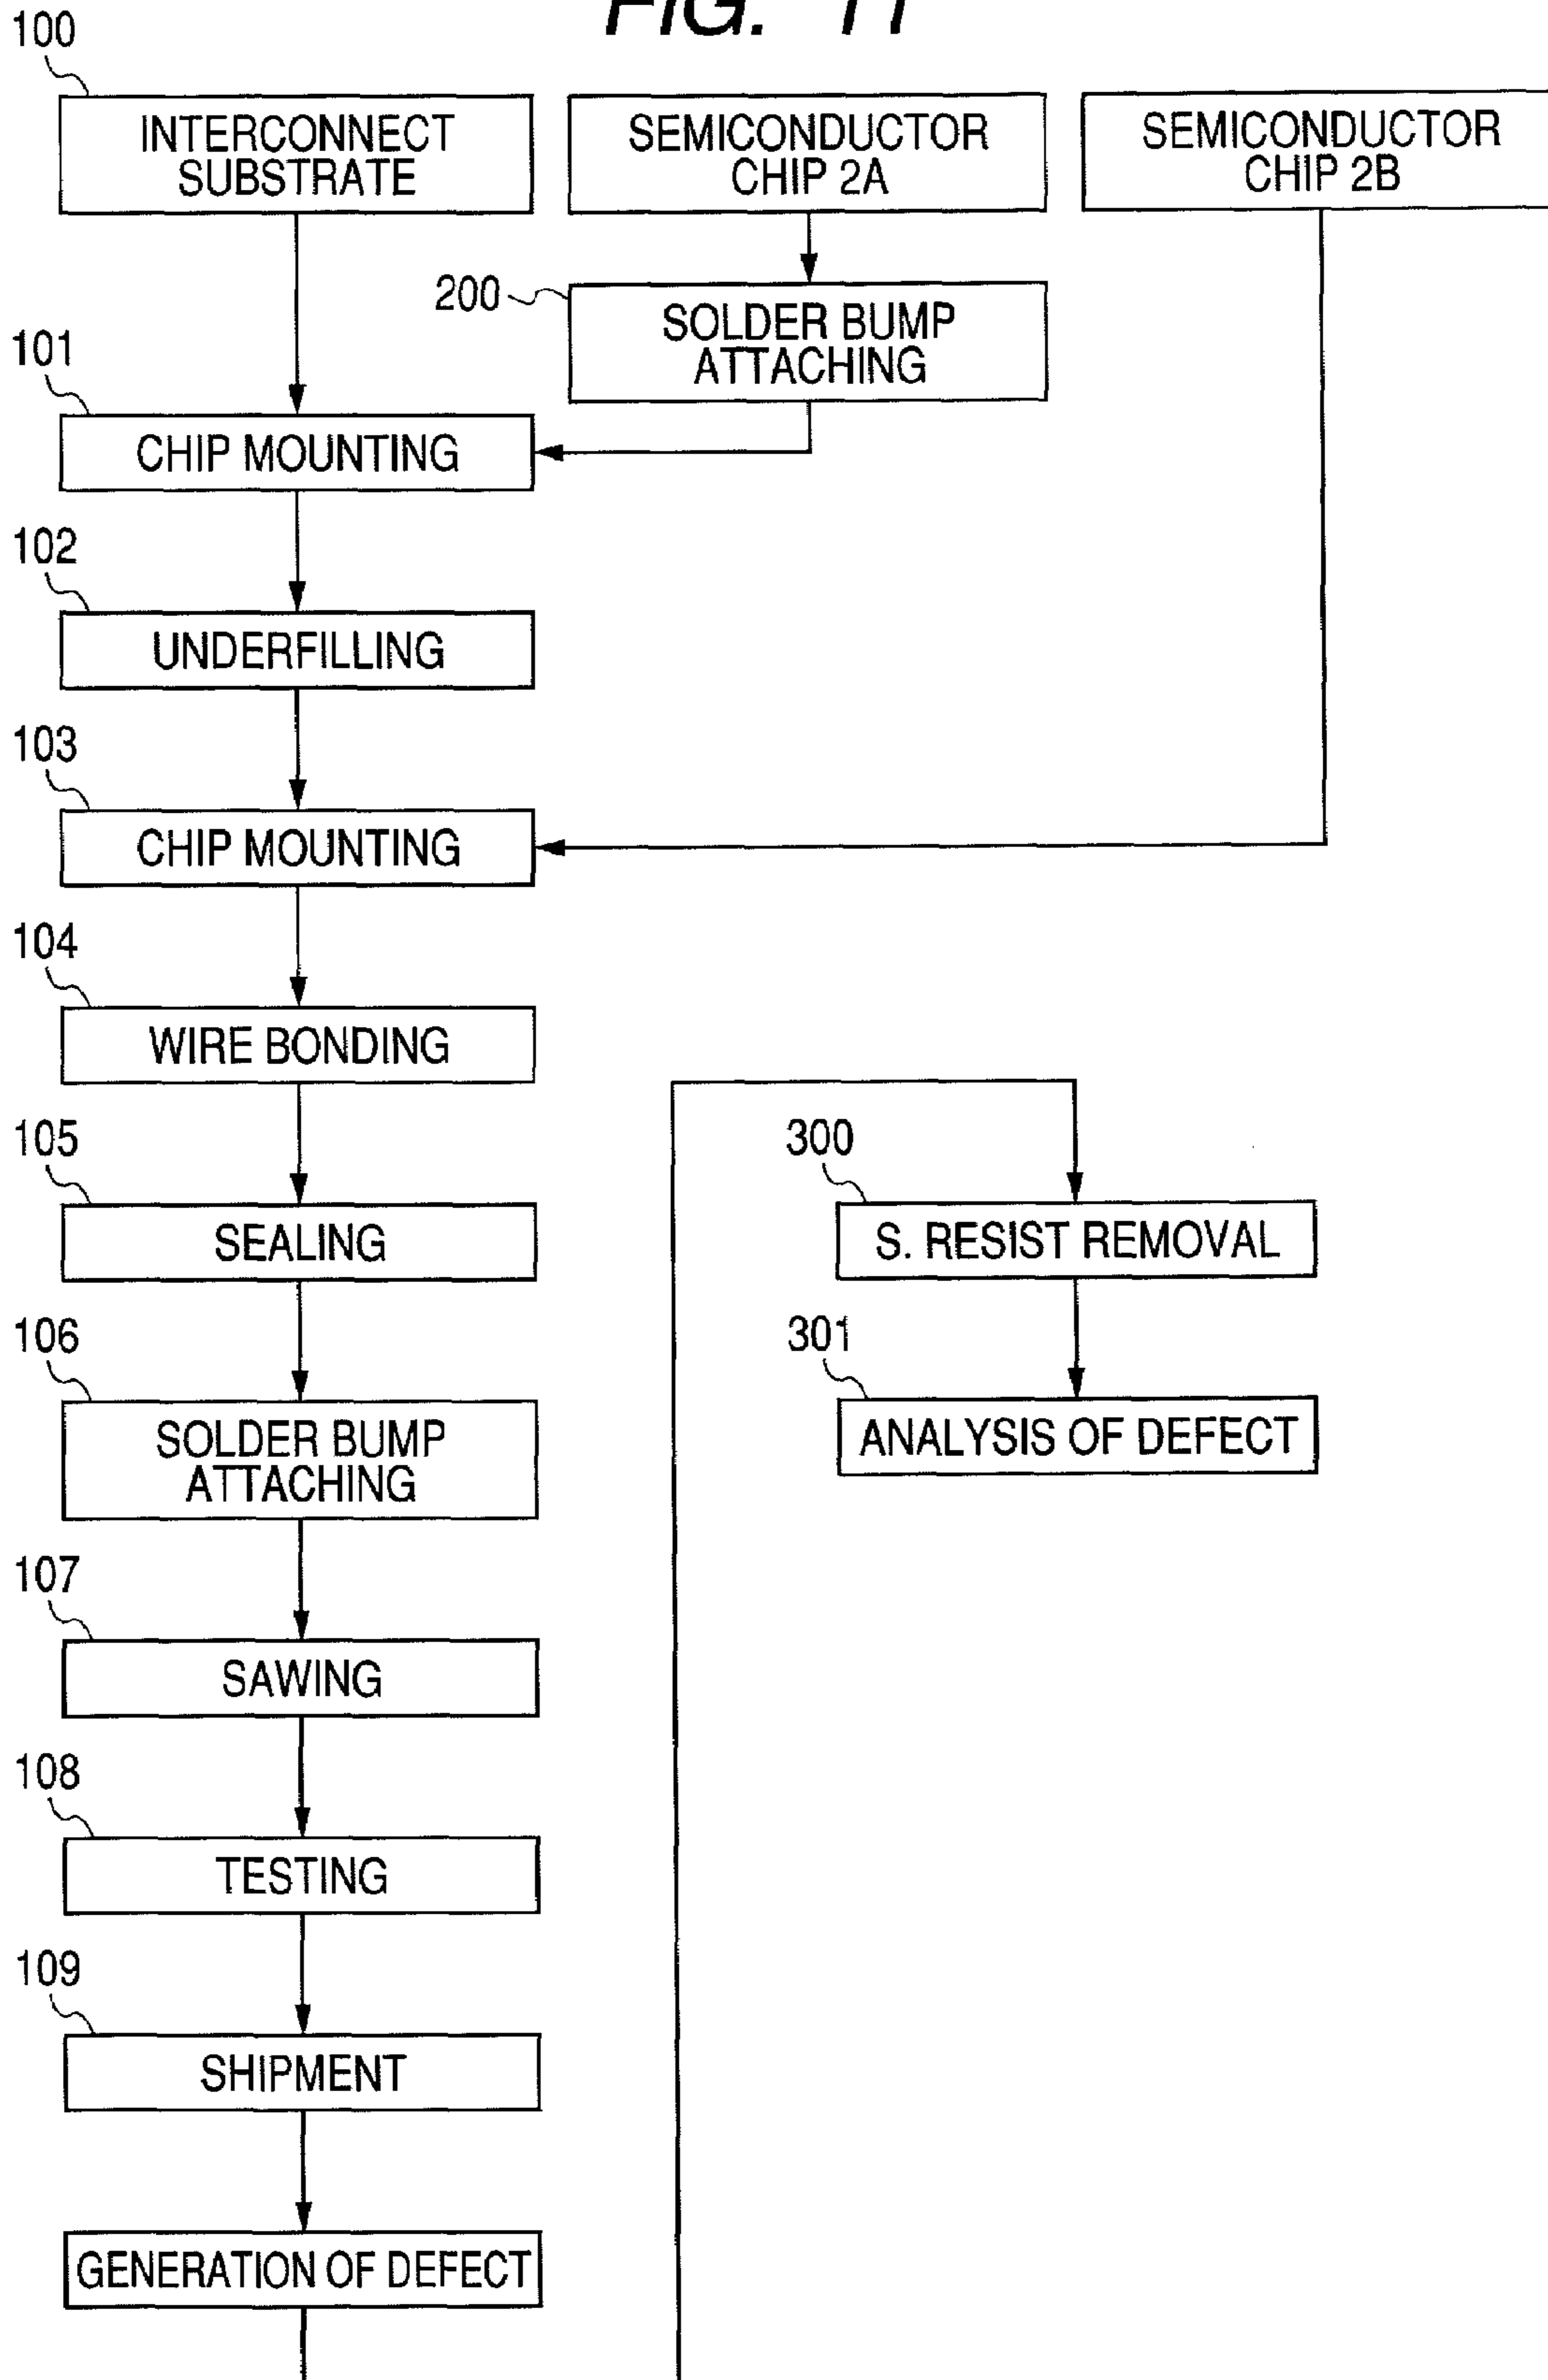 FIG. 11
100
INTERCONNECT
SUBSTRATE
SEMICONDUCTOR
CHIP 2A
SEMICONDUCTOR
CHIP 2B
200
SOLDER BUMP
ATTACHING
101
CHIP MOUNTING
102
UNDERFILLING
103
CHIP MOUNTING
104
WIRE BONDING
105
SEALING
300
S. RESIST REMOVAL
106
SOLDER BUMP
ATTACHING
301
ANALYSIS OF DEFECT
107
SAWING
108
TESTING
109
SHIPMENT
GENERATION OF DEFECT